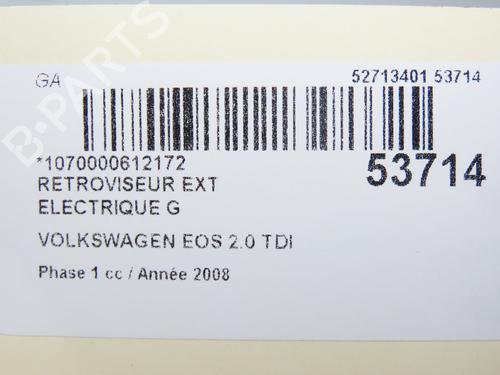 GA
52713401 53714
*1070000612172
53714
RETROVISEUR EXT
ELECTRIQUE G
VOLKSWAGEN EOS 2.0 TDI
Phase 1 cc / Année 2008
B-PARTS